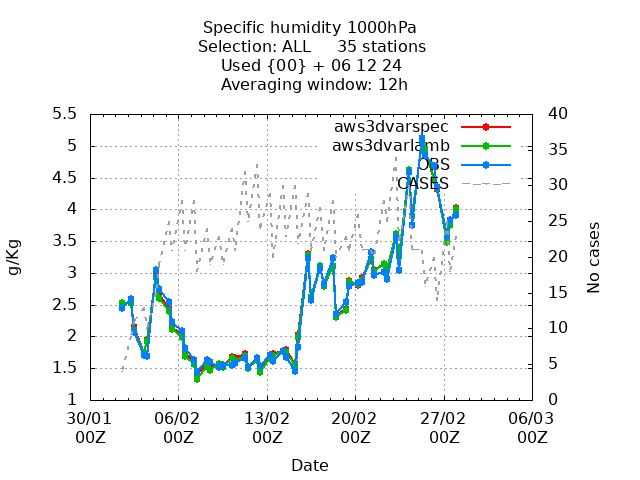 Specific humidity 1000hPa
Selection: ALL 35 stations
Used {00} + 06 12 24
Averaging window: 12h
g/Kg
5.5
5
4.5
4
3.5
3
2.5
2
1.5
1
aws3dvarspec
aws3dvarlamb
OBS
CASES
40
35
30
25
20
15
10
5
0
No cases
30/01 06/02 13/02 20/02 27/02 06/03
00Z 00Z 00Z 00Z 00Z 00Z
Date